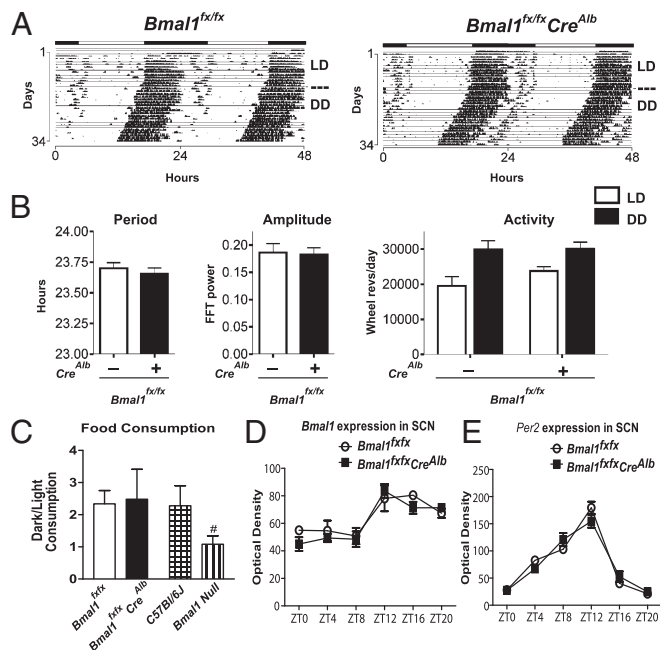 A
Bmal1fx/fx
Bmal1fx/fxCreAlb
1
Days
34
LD
DD
0 24 48
Hours
1
Days
34
LD
DD
0 24 48
Hours
B
LD
DD
Period
24.00
23.75
23.50
23.25
23.00
Hours
CreAlb − +
Bmal1fx/fx
Amplitude
0.20
0.15
0.10
0.05
0.00
FFT power
CreAlb − +
Bmal1fx/fx
Activity
30000
20000
10000
0
Wheel revs/day
− +
Bmal1fx/fx
C
Food Consumption
4
3
2
1
0
Dark/Light
Consumption
#
Bmal1fxfx
Bmal1fxfxCreAlb
C57Bl/6J
Bmal1 Null
D
Bmal1 expression in SCN
Bmal1fxfx
Bmal1fxfxCreAlb
100
80
60
40
20
0
Optical Density
ZT0 ZT4 ZT8 ZT12 ZT16 ZT20
E
Per2 expression in SCN
Bmal1fxfx
Bmal1fxfxCreAlb
250
200
150
100
50
0
Optical Density
ZT0 ZT4 ZT8 ZT12 ZT16 ZT20